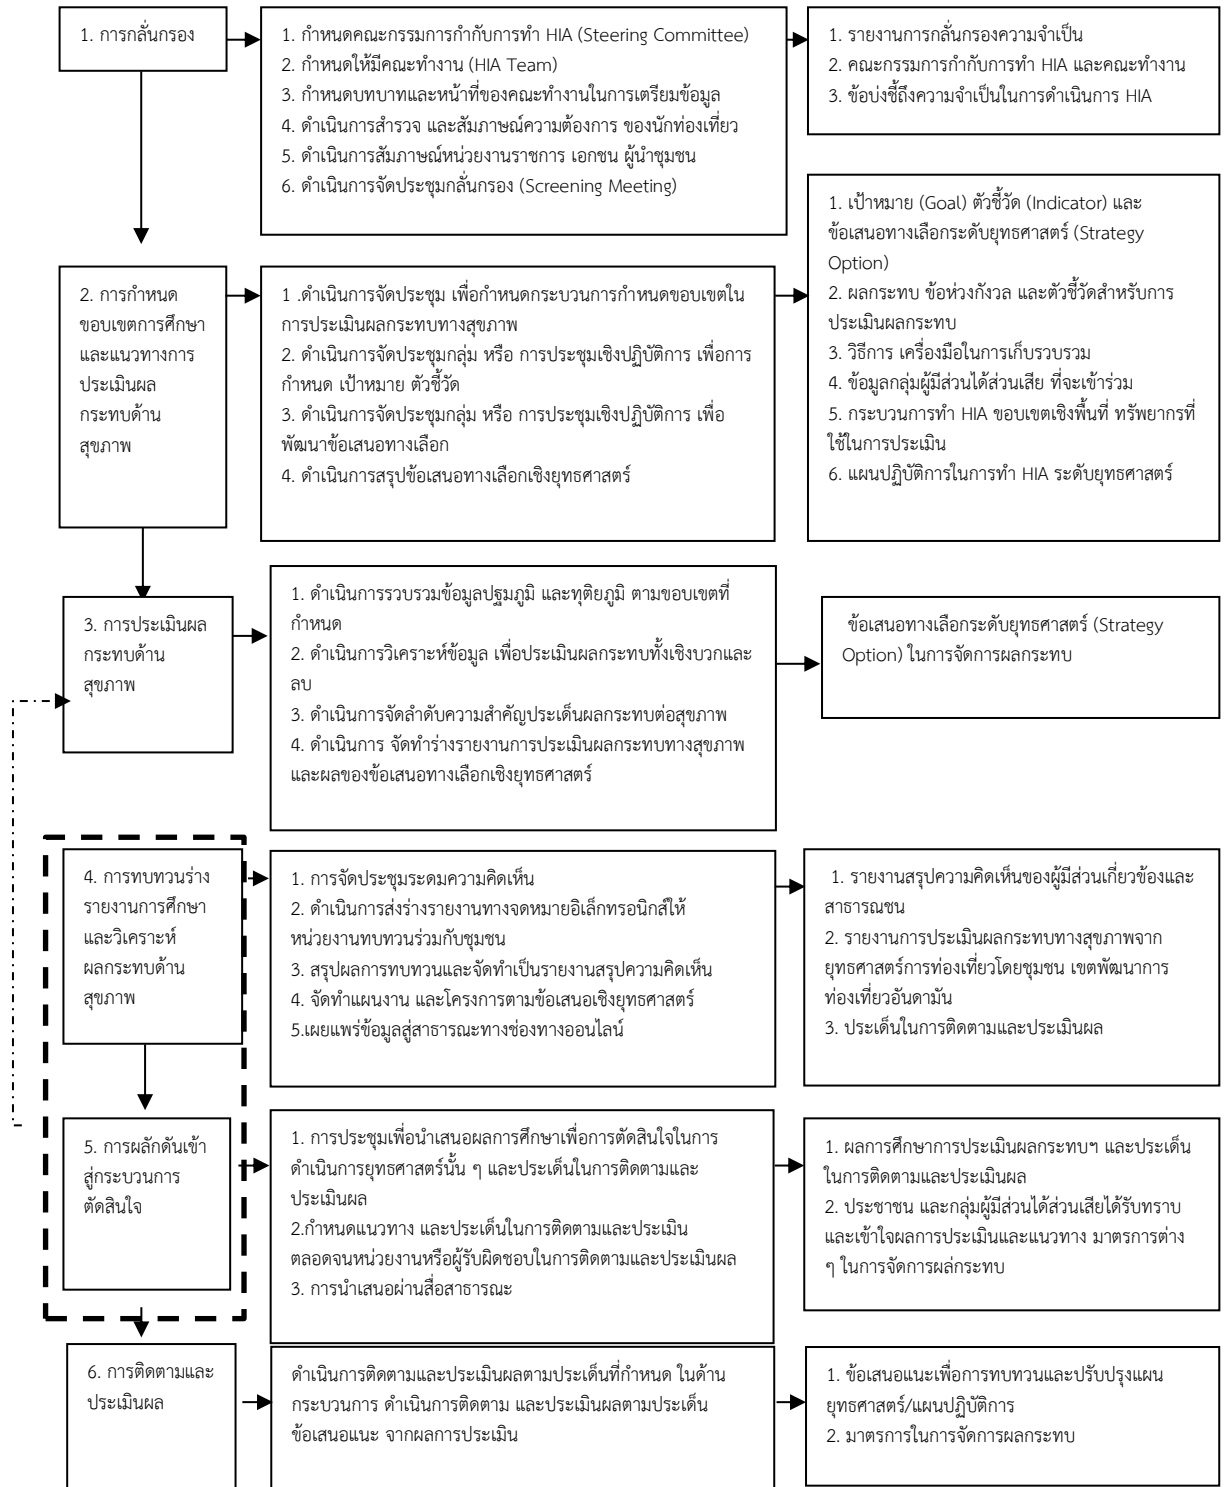 1. การกลั่นกรอง
1. กำหนดคณะกรรมการกำกับการทำ HIA (Steering Committee)
2. กำหนดให้มีคณะทำงาน (HIA Team)
3. กำหนดบทบาทและหน้าที่ของคณะทำงานในการเตรียมข้อมูล
4. ดำเนินการสำรวจ และสัมภาษณ์ความต้องการ ของนักท่องเที่ยว
5. ดำเนินการสัมภาษณ์หน่วยงานราชการ เอกชน ผู้นำชุมชน
6. ดำเนินการจัดประชุมกลั่นกรอง (Screening Meeting)
1. รายงานการกลั่นกรองความจำเป็น
2. คณะกรรมการกำกับการทำ HIA และคณะทำงาน
3. ข้อบ่งชี้ถึงความจำเป็นในการดำเนินการ HIA
2. การกำหนด
ขอบเขตการศึกษา
และแนวทางการ
ประเมินผล
กระทบด้าน
สุขภาพ
1 .ดำเนินการจัดประชุม เพื่อกำหนดกระบวนการกำหนดขอบเขตใน
การประเมินผลกระทบทางสุขภาพ
2. ดำเนินการจัดประชุมกลุ่ม หรือ การประชุมเชิงปฏิบัติการ เพื่อการ
กำหนด เป้าหมาย ตัวชี้วัด
3. ดำเนินการจัดประชุมกลุ่ม หรือ การประชุมเชิงปฏิบัติการ เพื่อ
พัฒนาข้อเสนอทางเลือก
4. ดำเนินการสรุปข้อเสนอทางเลือกเชิงยุทธศาสตร์
1. เป้าหมาย (Goal) ตัวชี้วัด (Indicator) และ
ข้อเสนอทางเลือกระดับยุทธศาสตร์ (Strategy
Option)
2. ผลกระทบ ข้อห่วงกังวล และตัวชี้วัดสำหรับการ
ประเมินผลกระทบ
3. วิธีการ เครื่องมือในการเก็บรวบรวม
4. ข้อมูลกลุ่มผู้มีส่วนได้ส่วนเสีย ที่จะเข้าร่วม
5. กระบวนการทำ HIA ขอบเขตเชิงพื้นที่ ทรัพยากรที่
ใช้ในการประเมิน
6. แผนปฏิบัติการในการทำ HIA ระดับยุทธศาสตร์
3. การประเมินผล
กระทบด้าน
สุขภาพ
1. ดำเนินการรวบรวมข้อมูลปฐมภูมิ และทุติยภูมิ ตามขอบเขตที่
กำหนด
2. ดำเนินการวิเคราะห์ข้อมูล เพื่อประเมินผลกระทบทั้งเชิงบวกและ
ลบ
3. ดำเนินการจัดลำดับความสำคัญประเด็นผลกระทบต่อสุขภาพ
4. ดำเนินการ จัดทำร่างรายงานการประเมินผลกระทบทางสุขภาพ
และผลของข้อเสนอทางเลือกเชิงยุทธศาสตร์
ข้อเสนอทางเลือกระดับยุทธศาสตร์ (Strategy
Option) ในการจัดการผลกระทบ
4. การทบทวนร่าง
รายงานการศึกษา
และวิเคราะห์
ผลกระทบด้าน
สุขภาพ
1. การจัดประชุมระดมความคิดเห็น
2. ดำเนินการส่งร่างรายงานทางจดหมายอิเล็กทรอนิกส์ให้
หน่วยงานทบทวนร่วมกับชุมชน
3. สรุปผลการทบทวนและจัดทำเป็นรายงานสรุปความคิดเห็น
4. จัดทำแผนงาน และโครงการตามข้อเสนอเชิงยุทธศาสตร์
5.เผยแพร่ข้อมูลสู่สาธารณะทางช่องทางออนไลน์
1. รายงานสรุปความคิดเห็นของผู้มีส่วนเกี่ยวข้องและ
สาธารณชน
2. รายงานการประเมินผลกระทบทางสุขภาพจาก
ยุทธศาสตร์การท่องเที่ยวโดยชุมชน เขตพัฒนาการ
ท่องเที่ยวอันดามัน
3. ประเด็นในการติดตามและประเมินผล
5. การผลักดันเข้า
สู่กระบวนการ
ตัดสินใจ
1. การประชุมเพื่อนำเสนอผลการศึกษาเพื่อการตัดสินใจในการ
ดำเนินการยุทธศาสตร์นั้น ๆ และประเด็นในการติดตามและ
ประเมินผล
2.กำหนดแนวทาง และประเด็นในการติดตามและประเมิน
ตลอดจนหน่วยงานหรือผู้รับผิดชอบในการติดตามและประเมินผล
3. การนำเสนอผ่านสื่อสาธารณะ
1. ผลการศึกษาการประเมินผลกระทบฯ และประเด็น
ในการติดตามและประเมินผล
2. ประชาชน และกลุ่มผู้มีส่วนได้ส่วนเสียได้รับทราบ
และเข้าใจผลการประเมินและแนวทาง มาตรการต่าง
ๆ ในการจัดการผล่กระทบ
6. การติดตามและ
ประเมินผล
ดำเนินการติดตามและประเมินผลตามประเด็นที่กำหนด ในด้าน
กระบวนการ ดำเนินการติดตาม และประเมินผลตามประเด็น
ข้อเสนอแนะ จากผลการประเมิน
1. ข้อเสนอแนะเพื่อการทบทวนและปรับปรุงแผน
ยุทธศาสตร์/แผนปฏิบัติการ
2. มาตรการในการจัดการผลกระทบ